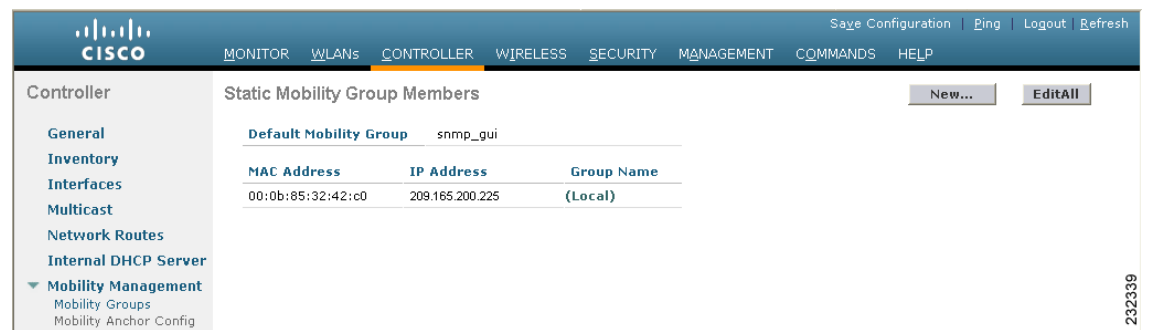 Save Configuration | Ping | Logout | Refresh
CISCO
MONITOR WLANs CONTROLLER WIRELESS SECURITY MANAGEMENT COMMANDS HELP
Controller
General
Inventory
Interfaces
Multicast
Network Routes
Internal DHCP Server
Mobility Management
Mobility Groups
Mobility Anchor Config
Static Mobility Group Members
New...
EditAll
Default Mobility Group snmp_gui
MAC Address IP Address Group Name
00:0b:85:32:42:c0 209.165.200.225 (Local)
232339